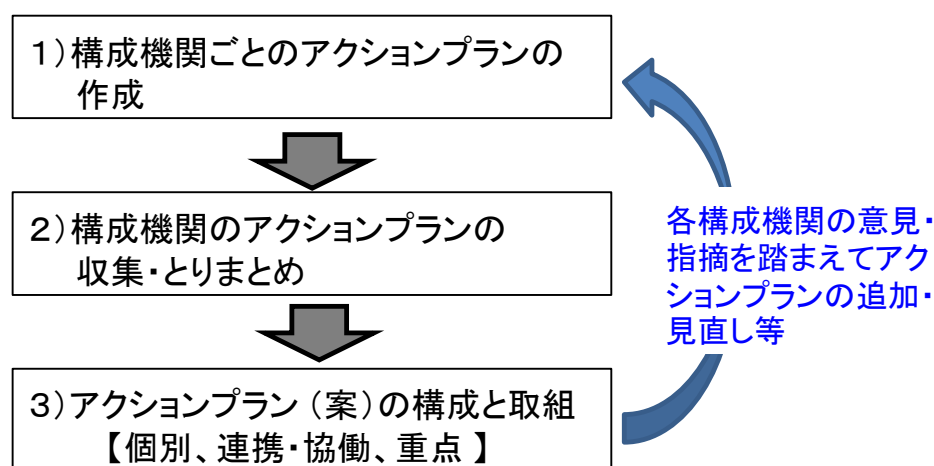 1)構成機関ごとのアクションプランの
作成
2)構成機関のアクションプランの
収集・とりまとめ
3)アクションプラン(案)の構成と取組
【個別、連携・協働、重点 】
各構成機関の意見・
指摘を踏まえてアク
ションプランの追加・
見直し等